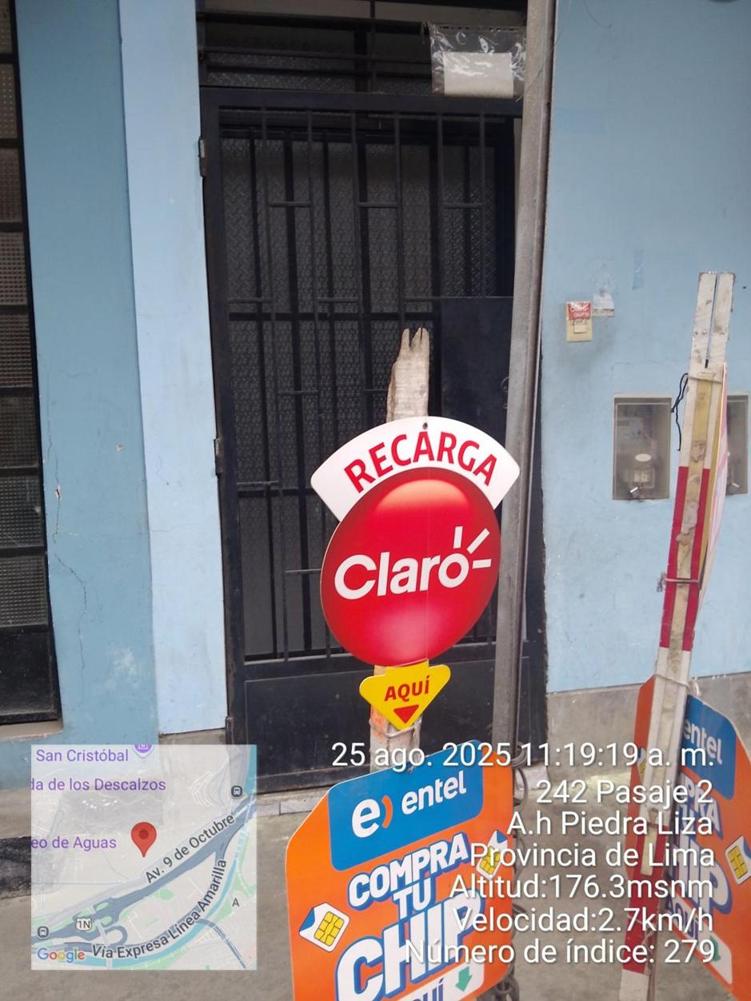 RECARGA
Claro
AQUÍ
e) entel
COMPRA
TU
CHIP
AQUÍ
entel
25 ago. 2025 11:19:19 a. m.
242 Pasaje 2
A.h Piedra Liza
Provincia de Lima
Altitud:176.3msnm
Velocidad:2.7km/h
Número de índice: 279
San Cristóbal
da de los Descalzos
eo de Aguas
Av. 9 de Octubre
1N
Vía Expresa Línea Amarilla
A
Google